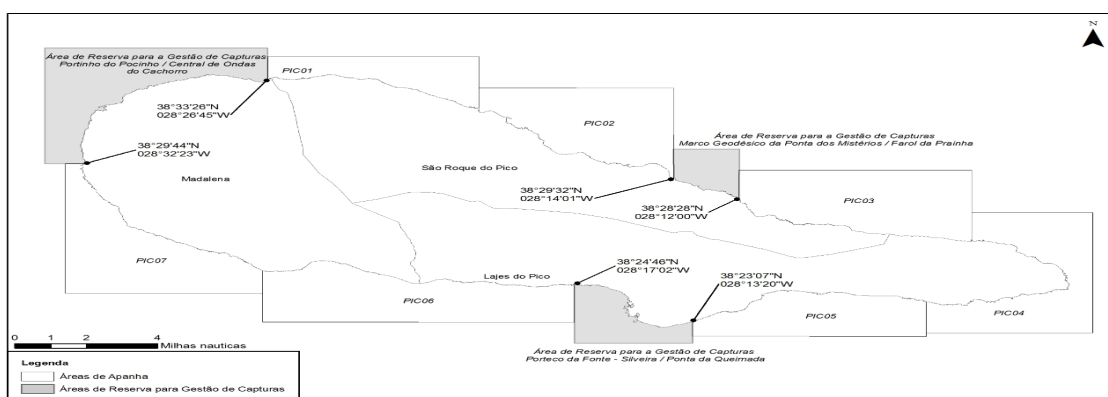 N
Área de Reserva para a Gestão de Capturas
Portinho do Pocinho / Central de Ondas
do Cachorro
PIC01
38°33'26"N
028°26'45"W
PIC02
38°29'44"N
028°32'23"W
Área de Reserva para a Gestão de Capturas
Marco Geodésico da Ponta dos Mistérios / Farol da Prainha
Madalena
São Roque do Pico
38°29'32"N
028°14'01"W
38°28'28"N
028°12'00"W
PIC03
PIC07
38°24'46"N
028°17'02"W
Lajes do Pico
38°23'07"N
028°13'20"W
PIC06
PIC05
PIC04
0 1 2 4
Milhas nauticas
Área de Reserva para a Gestão de Capturas
Porteco da Fonte - Silveira / Ponta da Queimada
Legenda
Áreas de Apanha
Áreas de Reserva para Gestão de Capturas